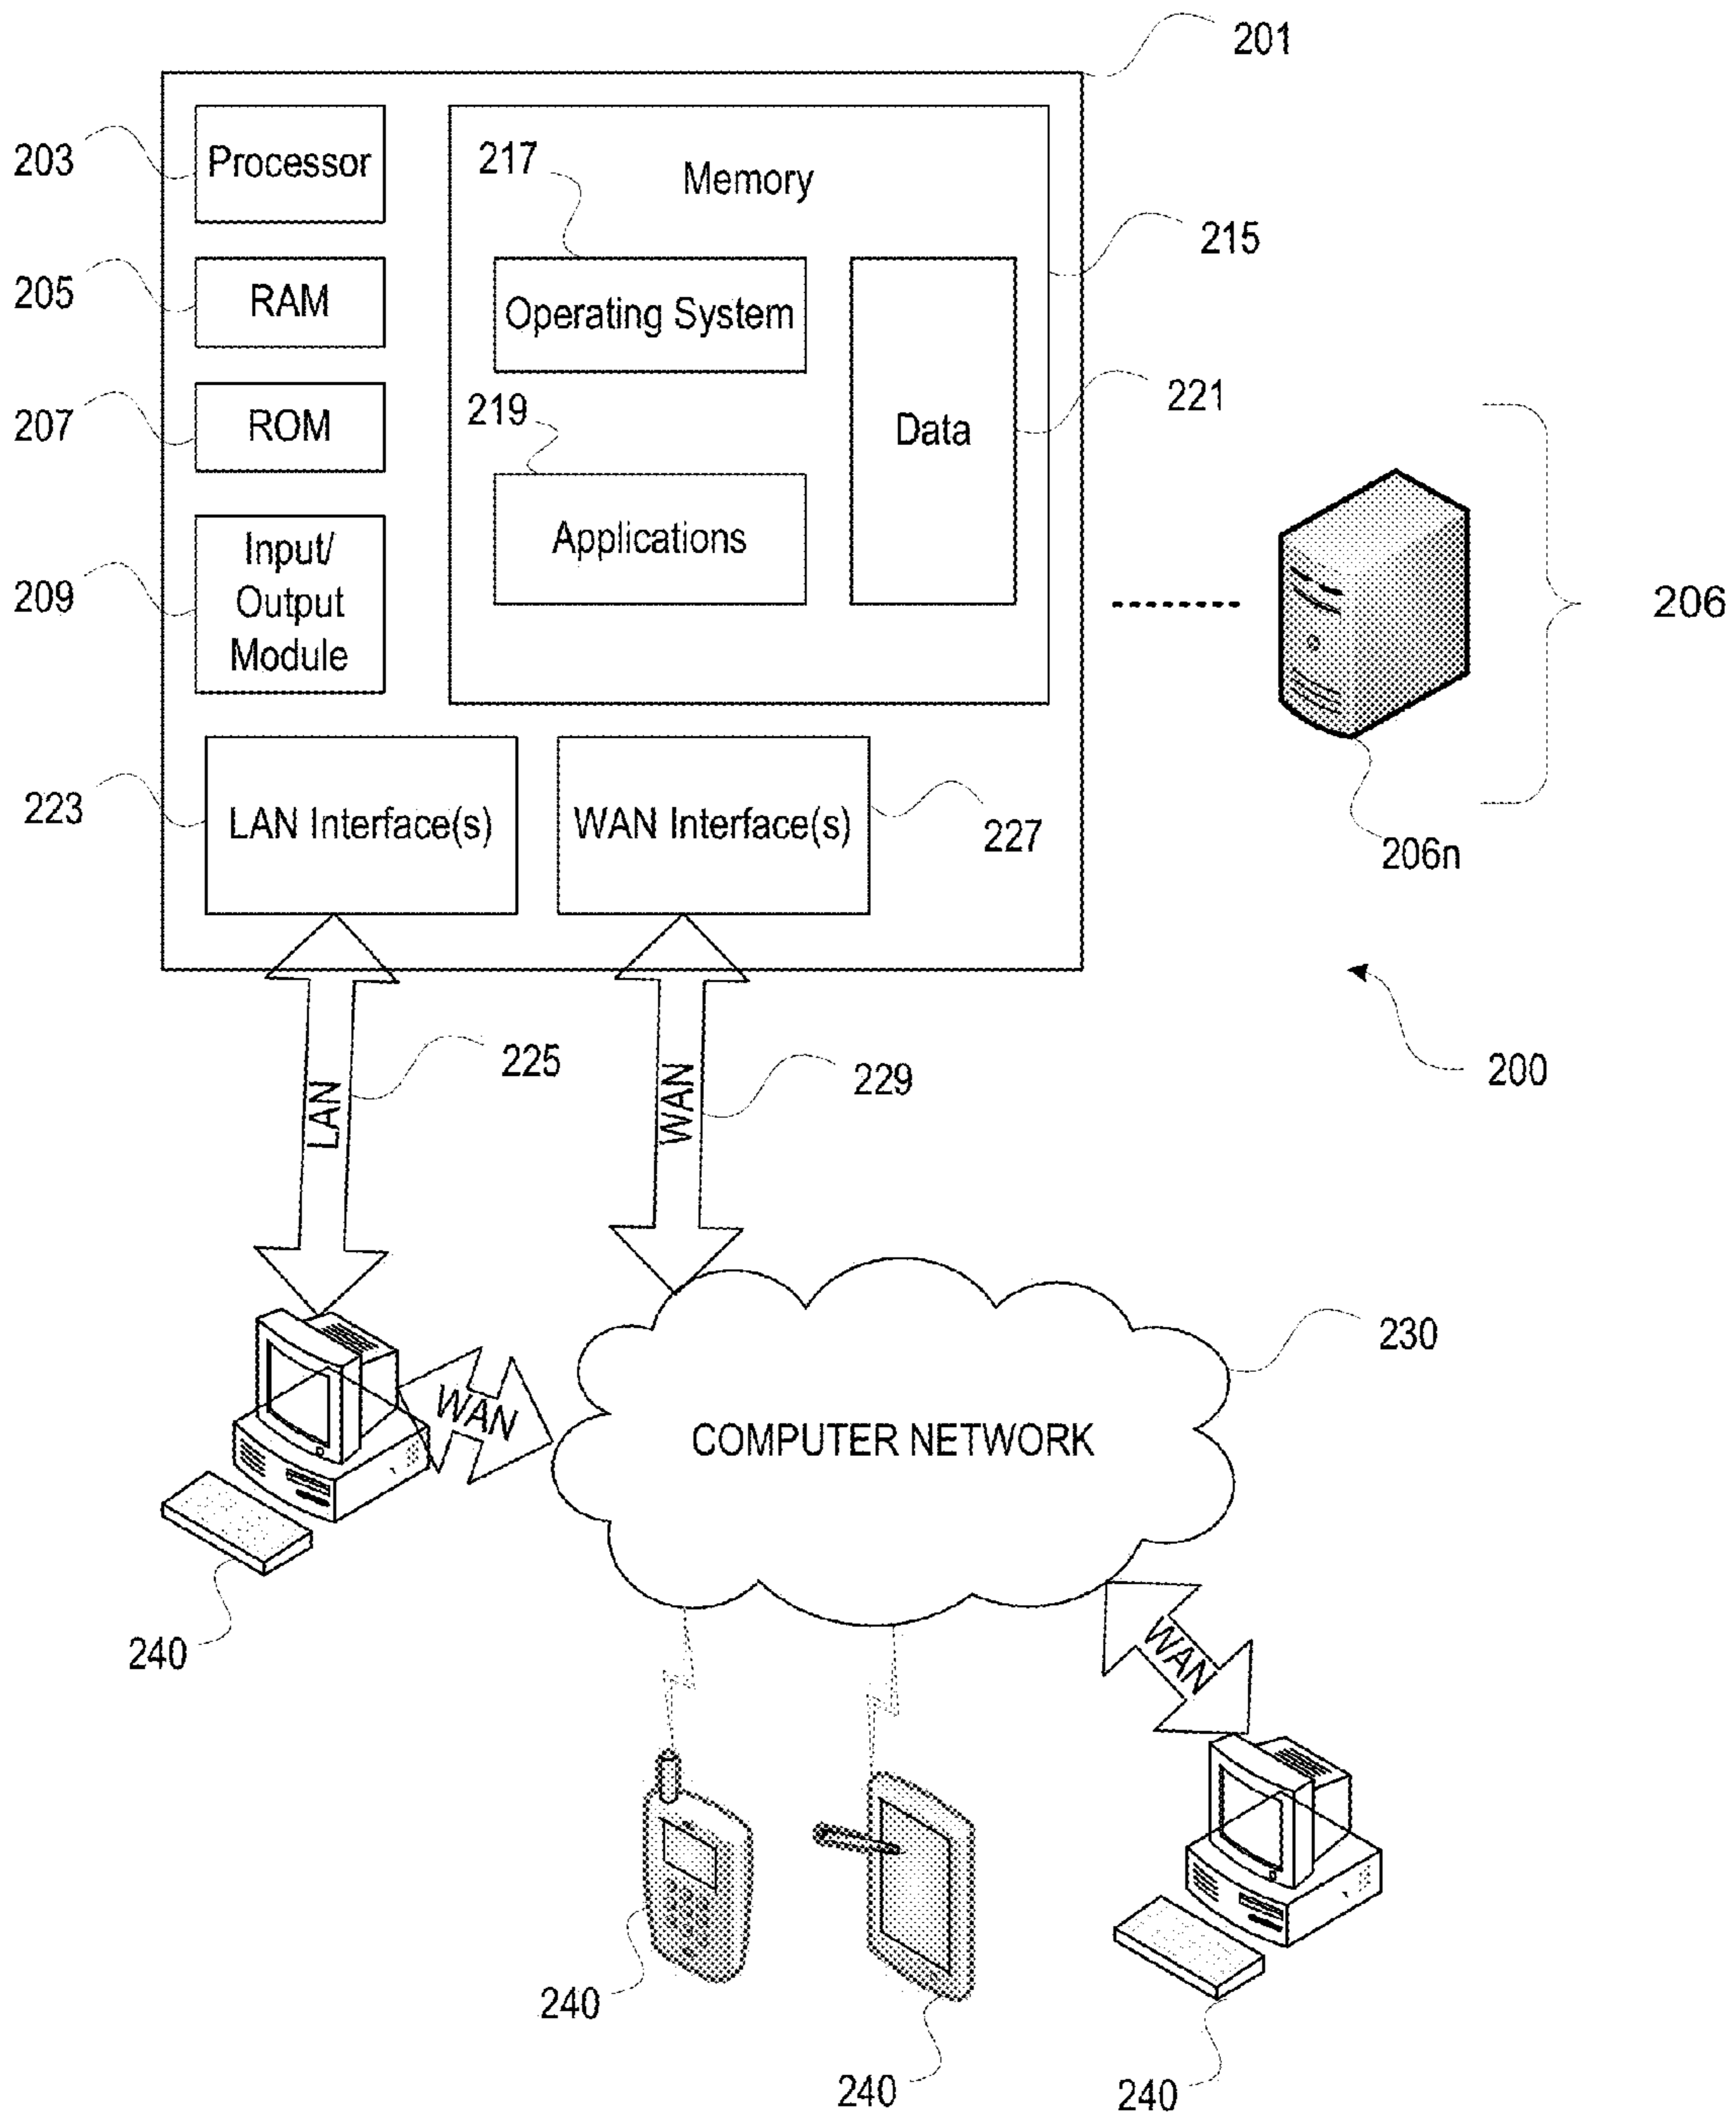 201
203
Processor
217
Memory
215
205
RAM
Operating System
221
207
ROM
219
Data
Applications
209
Input/
Output
Module
206
223
LAN Interface(s)
WAN Interface(s)
227
206n
225
LAN
229
WAN
200
230
WAN
COMPUTER NETWORK
240
WAN
240
240
240